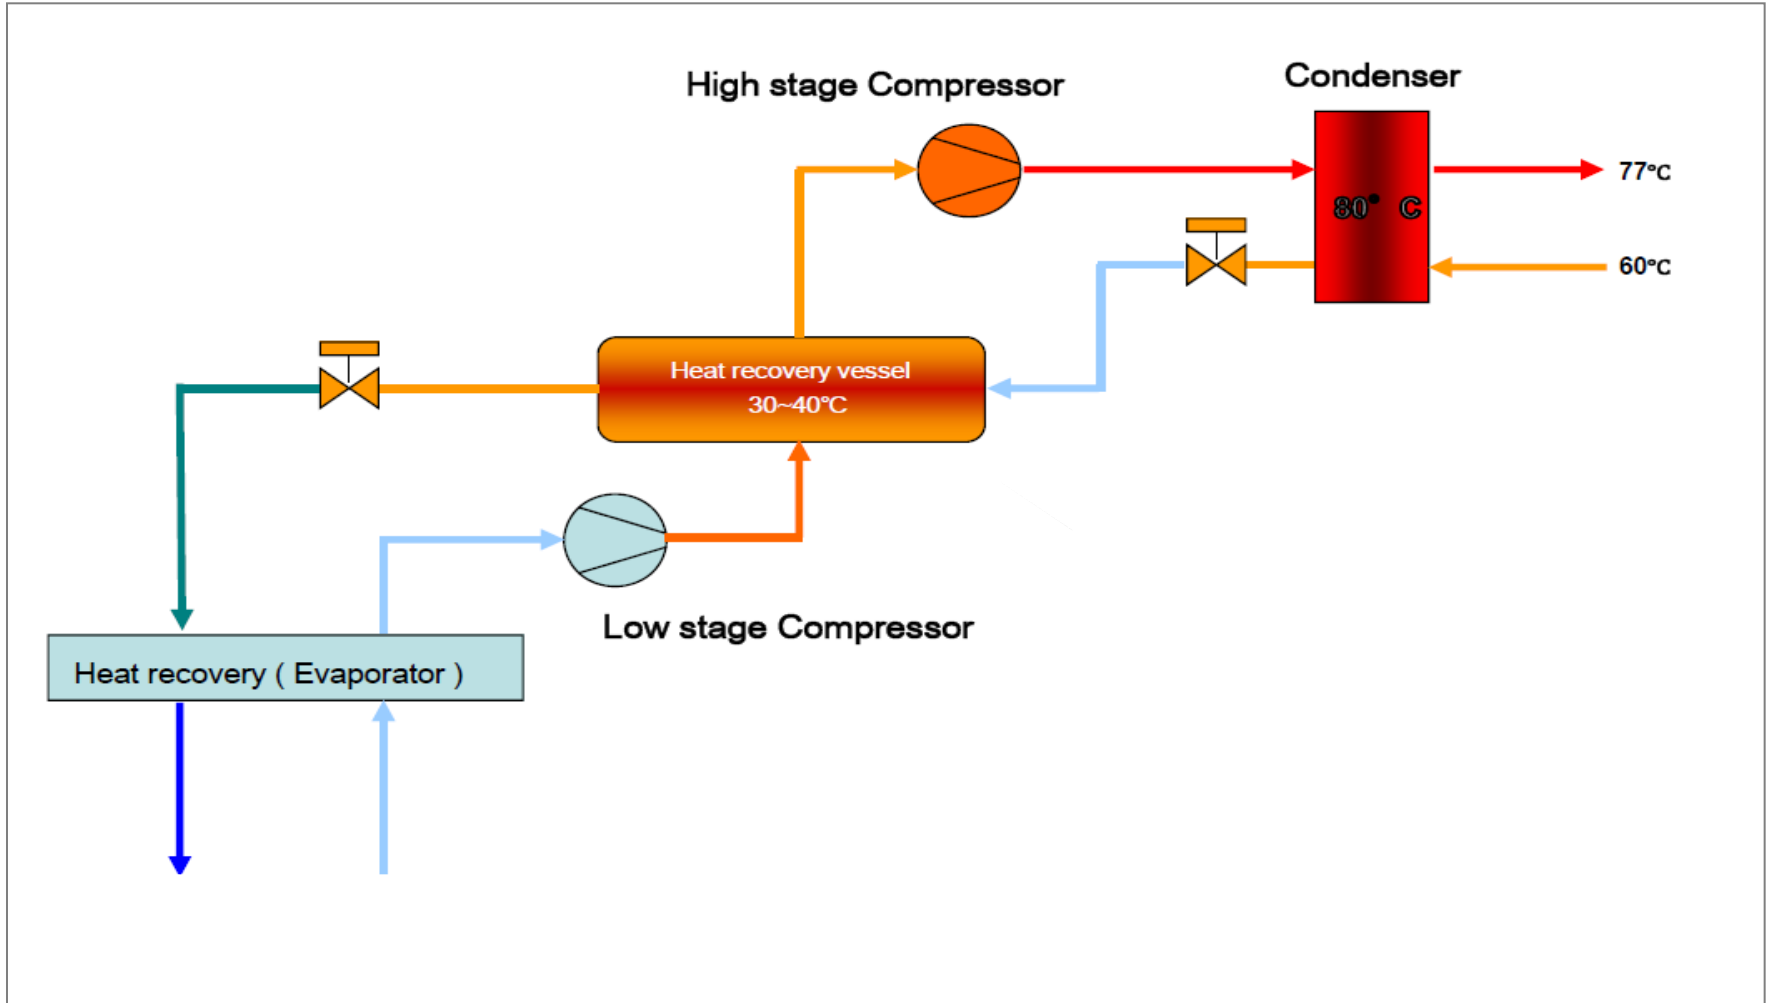 High stage Compressor
Condenser
77°C
80° C
60°C
Heat recovery vessel
30~40℃
Low stage Compressor
Heat recovery ( Evaporator )